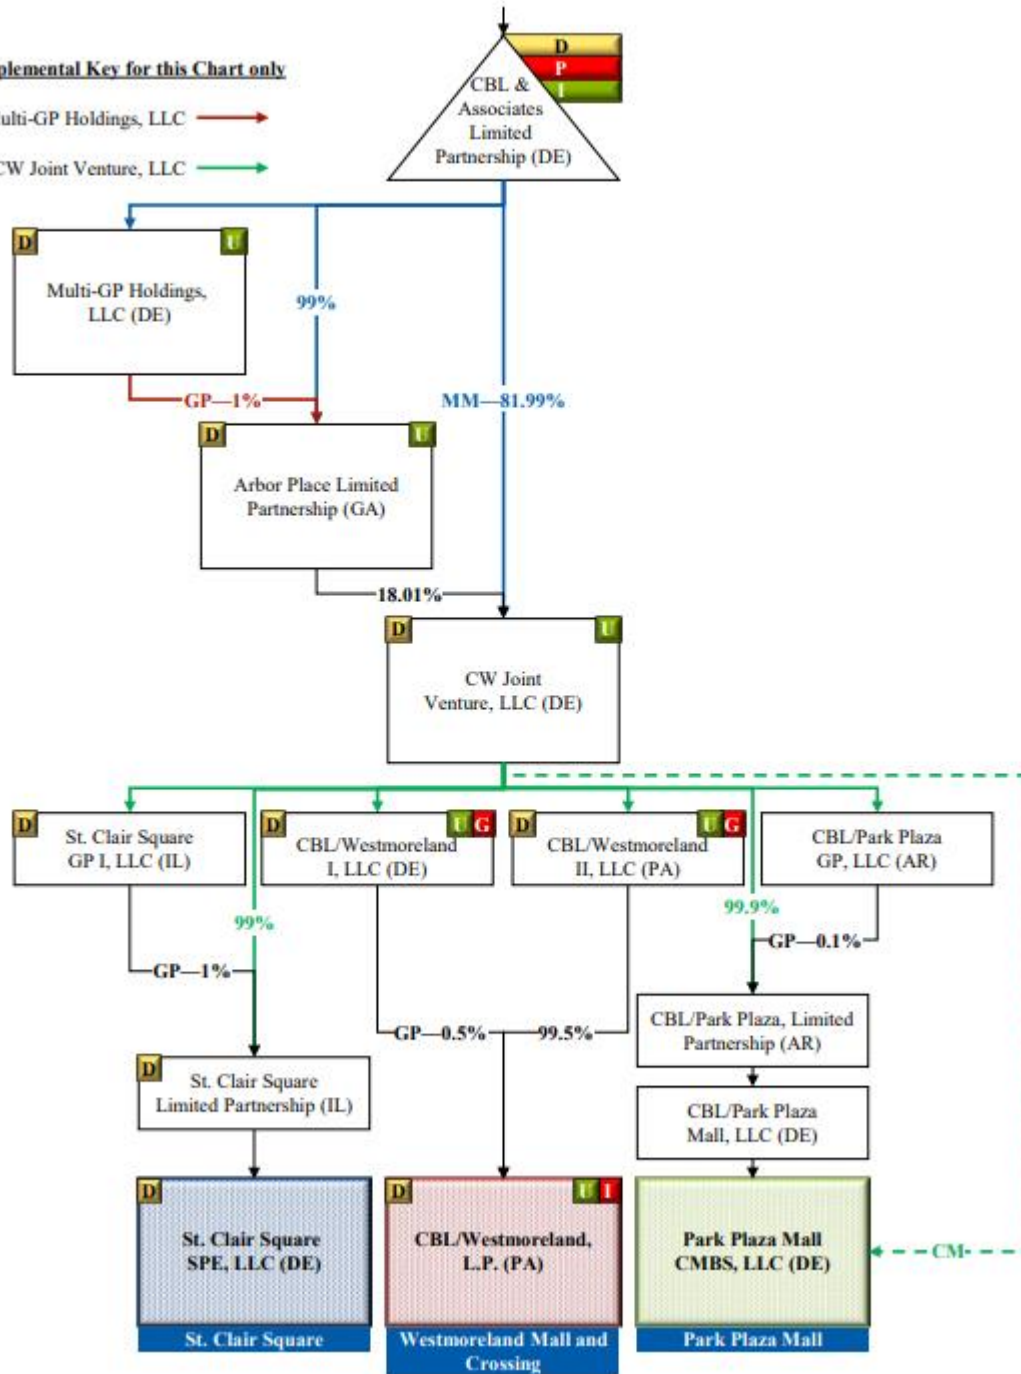 D
P
I
plemental Key for this Chart only
CBL &
Associates
Limited
Partnership (DE)
ulti-GP Holdings, LLC
CW Joint Venture, LLC
D
U
Multi-GP Holdings,
LLC (DE)
99%
GP—1%
MM—81.99%
D
U
Arbor Place Limited
Partnership (GA)
18.01%
D
U
CW Joint
Venture, LLC (DE)
D
St. Clair Square
GP I, LLC (IL)
D
U G
CBL/Westmoreland
I, LLC (DE)
D
U G
CBL/Westmoreland
II, LLC (PA)
CBL/Park Plaza
GP, LLC (AR)
99%
99.9%
GP—0.1%
GP—1%
CBL/Park Plaza, Limited
Partnership (AR)
GP—0.5%
99.5%
D
St. Clair Square
Limited Partnership (IL)
CBL/Park Plaza
Mall, LLC (DE)
D
St. Clair Square
SPE, LLC (DE)
D
U I
CBL/Westmoreland,
L.P. (PA)
Park Plaza Mall
CMBS, LLC (DE)
CM
St. Clair Square
Westmoreland Mall and
Crossing
Park Plaza Mall